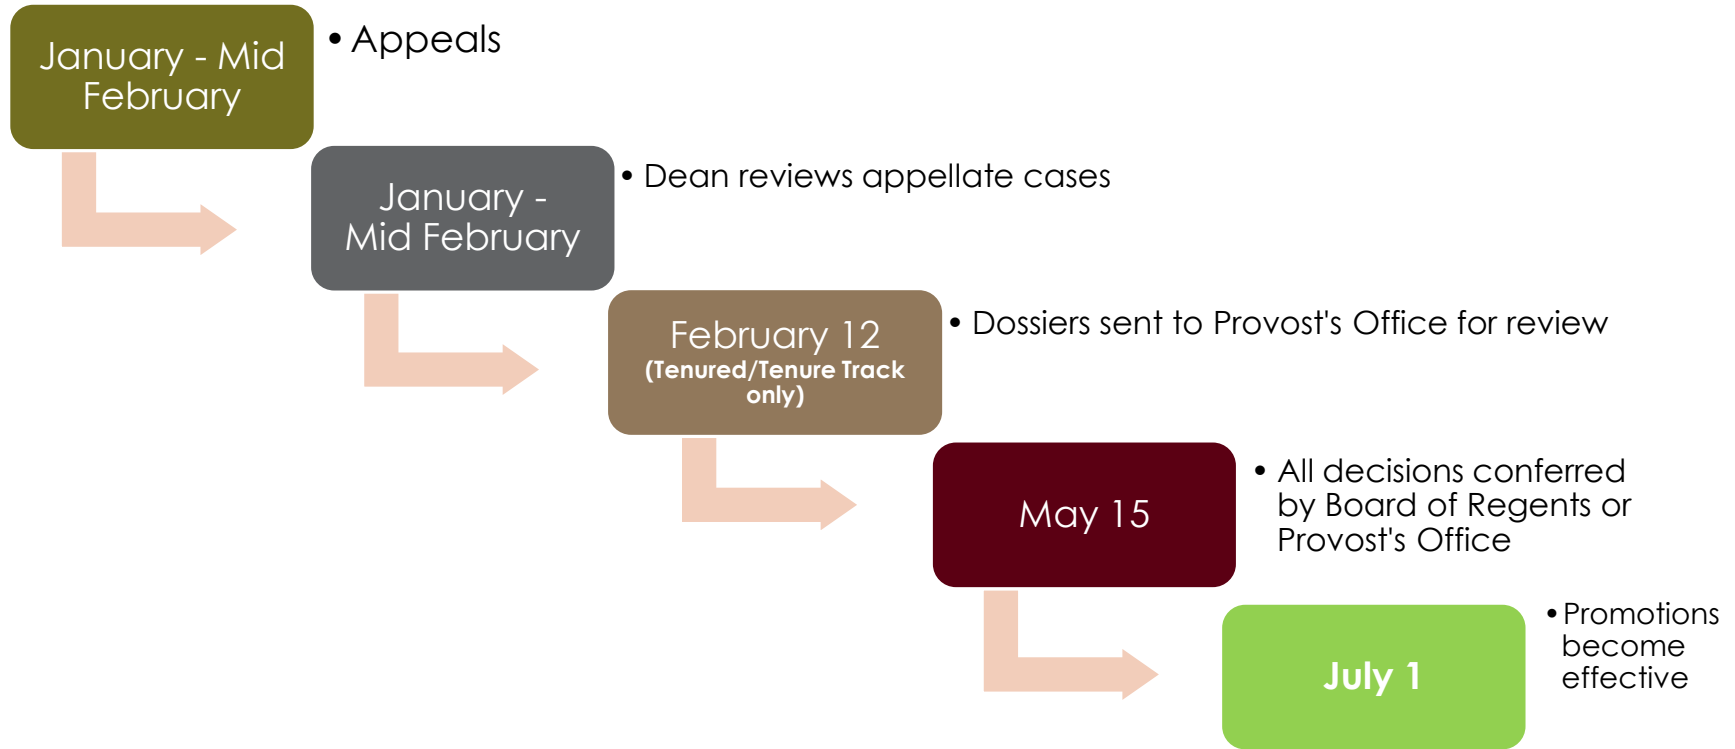 January - Mid
February
• Appeals
January -
Mid February
• Dean reviews appellate cases
February 12
(Tenured/Tenure Track
only)
• Dossiers sent to Provost's Office for review
May 15
• All decisions conferred
by Board of Regents or
Provost's Office
July 1
• Promotions
become
effective